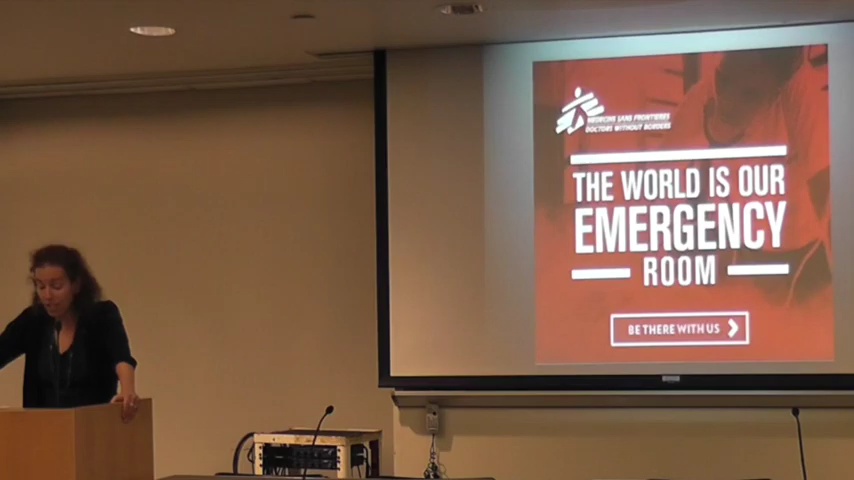 MEDECINS SANS FRONTIERES
DOCTORS WITHOUT BORDERS
THE WORLD IS OUR
EMERGENCY
ROOM
BE THERE WITH US